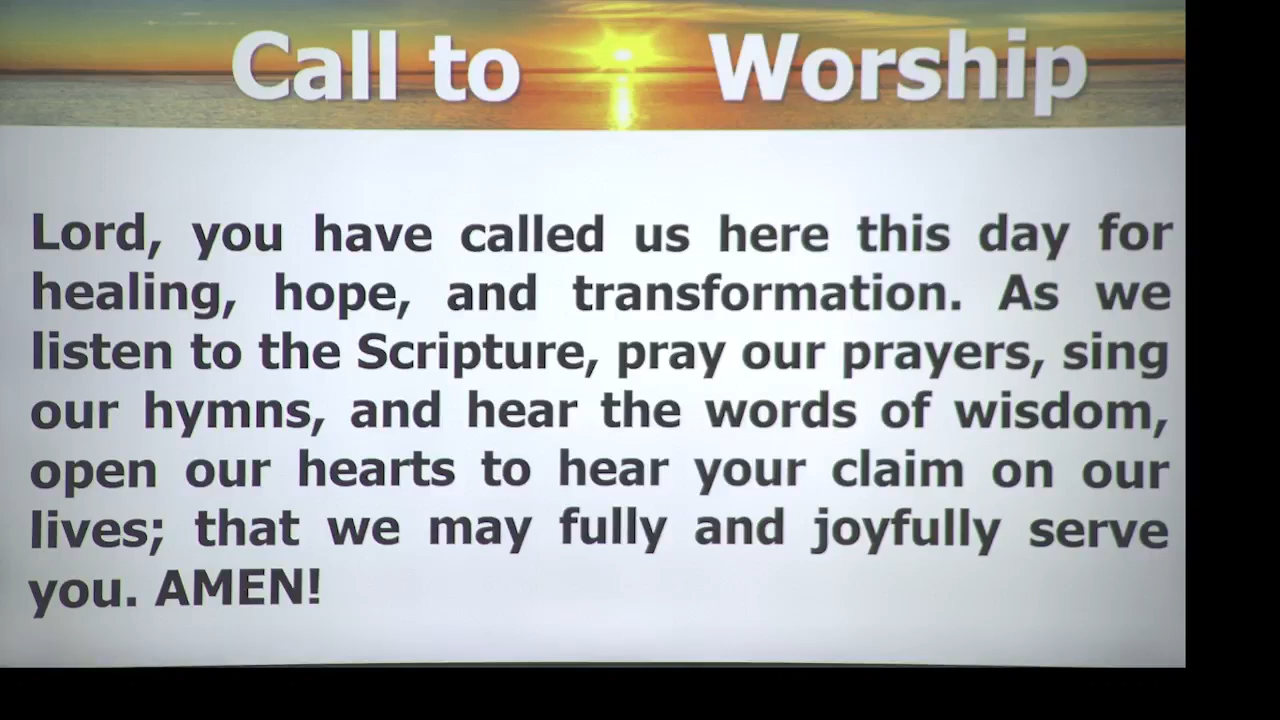 Call to Worship
Lord, you have called us here this day for
healing, hope, and transformation. As we
listen to the Scripture, pray our prayers, sing
our hymns, and hear the words of wisdom,
open our hearts to hear your claim on our
lives; that we may fully and joyfully serve
you. AMEN!